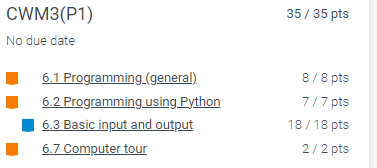 CWM3(P1) 35 / 35 pts
No due date
6.1 Programming (general) 8 / 8 pts
6.2 Programming using Python 7 / 7 pts
6.3 Basic input and output 18 / 18 pts
6.7 Computer tour 2 / 2 pts